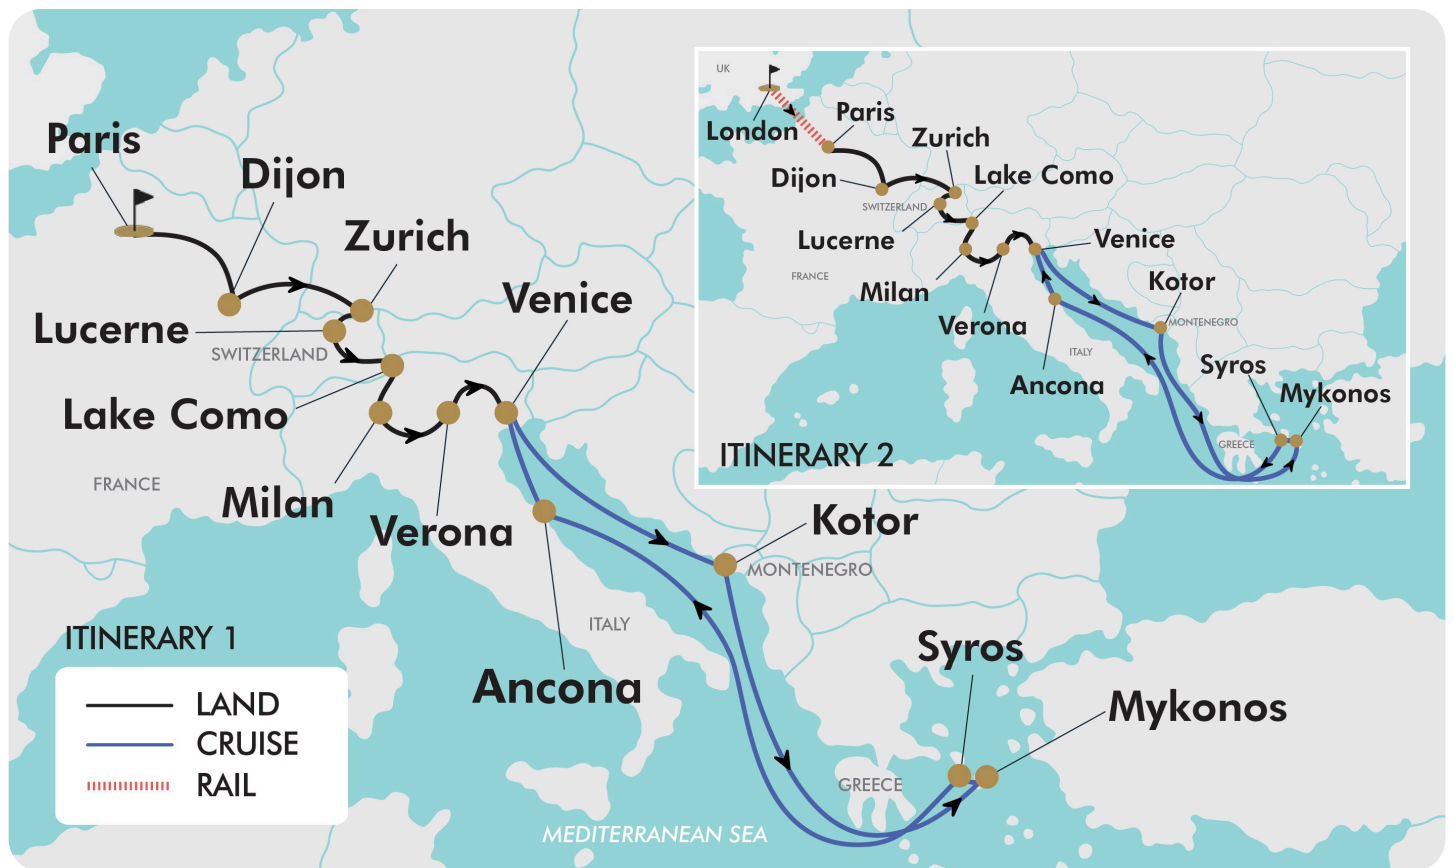 Paris
Dijon
Zurich
Lucerne
SWITZERLAND
Venice
Lake Como
FRANCE
Milan
Verona
Kotor
MONTENEGRO
ITALY
ITINERARY 1
Syros
Ancona
Mykonos
LAND
CRUISE
RAIL
GREECE
MEDITERRANEAN SEA
UK
London
Paris
Zurich
Dijon
Lake Como
SWITZERLAND
Lucerne
Venice
FRANCE
Milan
Kotor
Verona
MONTENEGRO
ITALY
Syros
Ancona
Mykonos
GREECE
ITINERARY 2